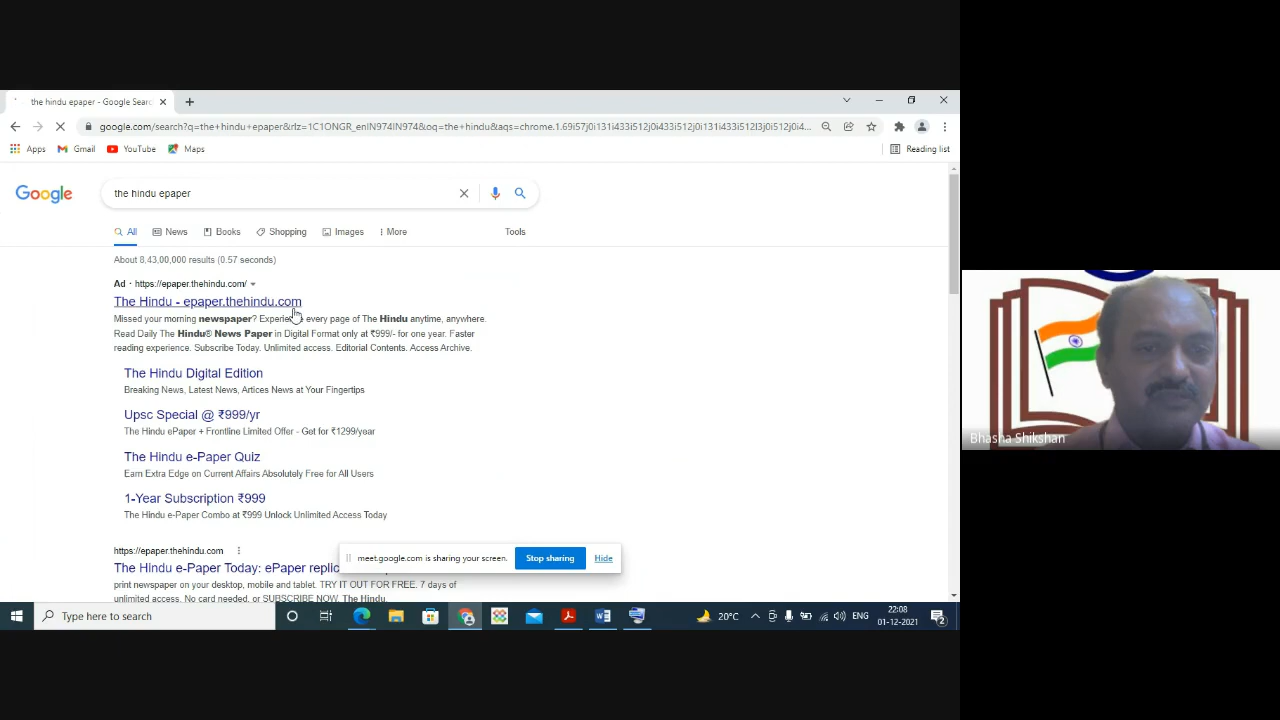 the hindu epaper - Google Searc
google.com/search?q=the+hindu+epaper&rlz=1C1ONGR_enIN974IN974&oq=the+hindu&aqs=chrome.1.69i57j0i131i433i512j0i433i512j0i131i433i512l3j0i512j0i4...
Apps Gmail YouTube Maps Reading list
Google the hindu epaper
All News Books Shopping Images More Tools
About 8,43,00,000 results (0.57 seconds)
Ad · https://epaper.thehindu.com/
The Hindu - epaper.thehindu.com
Missed your morning newspaper? Experience every page of The Hindu anytime, anywhere.
Read Daily The Hindu® News Paper in Digital Format only at ₹999/- for one year. Faster
reading experience. Subscribe Today. Unlimited access. Editorial Contents. Access Archive.
The Hindu Digital Edition
Breaking News, Latest News, Artices News at Your Fingertips
Upsc Special @ ₹999/yr
The Hindu ePaper + Frontline Limited Offer - Get for ₹1299/year
The Hindu e-Paper Quiz
Earn Extra Edge on Current Affairs Absolutely Free for All Users
1-Year Subscription ₹999
The Hindu e-Paper Combo at ₹999 Unlock Unlimited Access Today
https://epaper.thehindu.com
The Hindu e-Paper Today: ePaper replic
print newspaper on your desktop, mobile and tablet. TRY IT OUT FOR FREE. 7 days of
unlimited access. No card needed. or SUBSCRIBE NOW. The Hindu.
meet.google.com is sharing your screen. Stop sharing Hide
Type here to search
20°C ENG 22:08
01-12-2021
2
Bhasha Shikshan